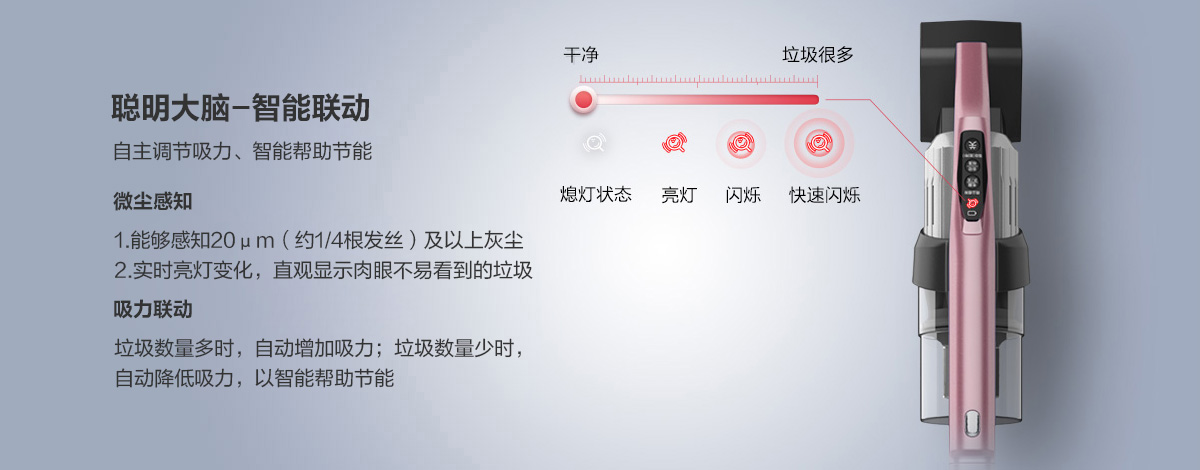 聪明大脑-智能联动
自主调节吸力、智能帮助节能
微尘感知
1.能够感知20μm（约1/4根发丝）及以上灰尘
2.实时亮灯变化，直观显示肉眼不易看到的垃圾
吸力联动
垃圾数量多时，自动增加吸力；垃圾数量少时，
自动降低吸力，以智能帮助节能
干净
垃圾很多
熄灯状态
亮灯
闪烁
快速闪烁